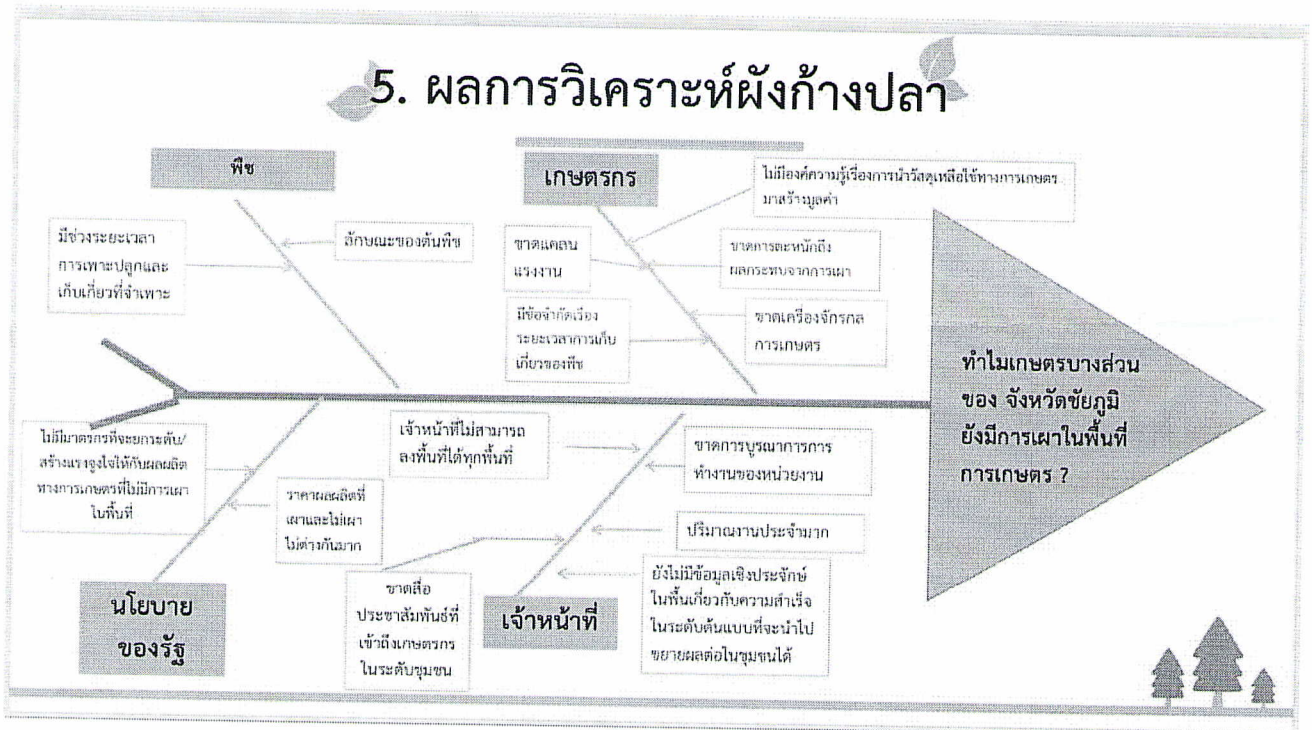 5. ผลการวิเคราะห์ผังก้างปลา
พืช
มีช่วงระยะเวลา
การเพาะปลูกและ
เก็บเกี่ยวที่จำเพาะ
ลักษณะของต้นพืช
เกษตรกร
ไม่มีองค์ความรู้เรื่องการนำวัสดุเหลือใช้ทางการเกษตร
มาสร้างมูลค่า
ขาดแคลน
แรงงาน
ขาดการตะหนักถึง
ผลกระทบจากการเผา
มีข้อจำกัดเรื่อง
ระยะเวลาการเก็บ
เกี่ยวของพืช
ขาดเครื่องจักรกล
การเกษตร
ทำไมเกษตรบางส่วน
ของ จังหวัดชัยภูมิ
ยังมีการเผาในพื้นที่
การเกษตร ?
ไม่มีมาตรกรที่จะยกระดับ/
สร้างแรงจูงใจให้กับผลผลิต
ทางการเกษตรที่ไม่มีการเผา
ในพื้นที่
ราคาผลผลิตที่
เผาและไม่เผา
ไม่ต่างกันมาก
นโยบาย
ของรัฐ
เจ้าหน้าที่ไม่สามารถ
ลงพื้นที่ได้ทุกพื้นที่
ขาดการบูรณาการการ
ทำงานของหน่วยงาน
ปริมาณงานประจำมาก
ขาดสื่อ
ประชาสัมพันธ์ที่
เข้าถึงเกษตรกร
ในระดับชุมชน
เจ้าหน้าที่
ยังไม่มีข้อมูลเชิงประจักษ์
ในพื้นเกี่ยวกับความสำเร็จ
ในระดับต้นแบบที่จะนำไป
ขยายผลต่อในชุมชนได้